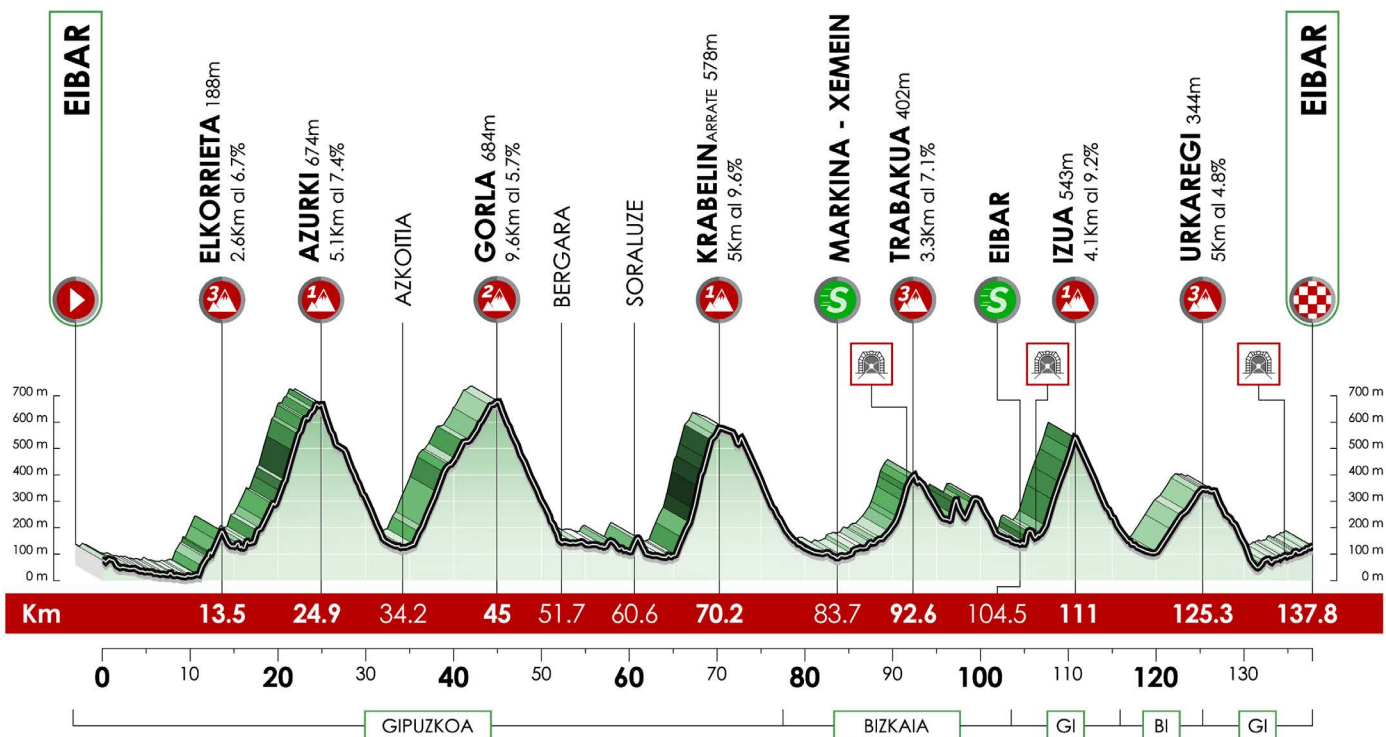 EIBAR
ELKORRIETA 188m
2.6Km al 6.7%
3
AZURKI 674m
5.1Km al 7.4%
1
AZKOITIA
GORLA 684m
9.6Km al 5.7%
2
BERGARA
SORALUZE
KRABELIN ARRATE 578m
5Km al 9.6%
1
MARKINA - XEMEIN
S
TRABAKUA 402m
3.3Km al 7.1%
3
EIBAR
S
IZUA 543m
4.1Km al 9.2%
1
URKAREGI 344m
5Km al 4.8%
3
EIBAR
700 m
600 m
500 m
400 m
300 m
200 m
100 m
0 m
700 m
600 m
500 m
400 m
300 m
200 m
100 m
0 m
Km 13.5 24.9 34.2 45 51.7 60.6 70.2 83.7 92.6 104.5 111 125.3 137.8
0 10 20 30 40 50 60 70 80 90 100 110 120 130
GIPUZKOA BIZKAIA GI BI GI